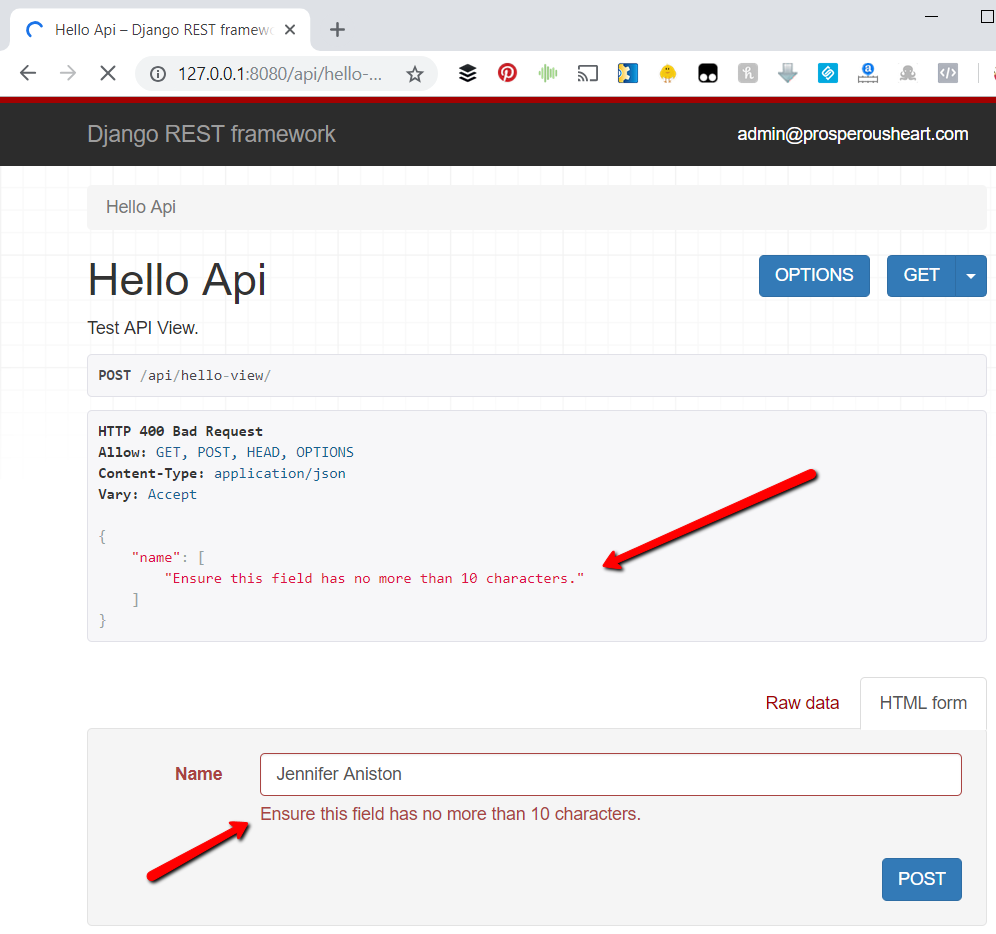 Hello Api – Django REST framewo
127.0.0.1:8080/api/hello-...
Django REST framework
admin@prosperousheart.com
Hello Api
Hello Api
OPTIONS
GET
Test API View.
POST /api/hello-view/
HTTP 400 Bad Request
Allow: GET, POST, HEAD, OPTIONS
Content-Type: application/json
Vary: Accept
{
"name": [
"Ensure this field has no more than 10 characters."
]
}
Raw data
HTML form
Name
Jennifer Aniston
Ensure this field has no more than 10 characters.
POST